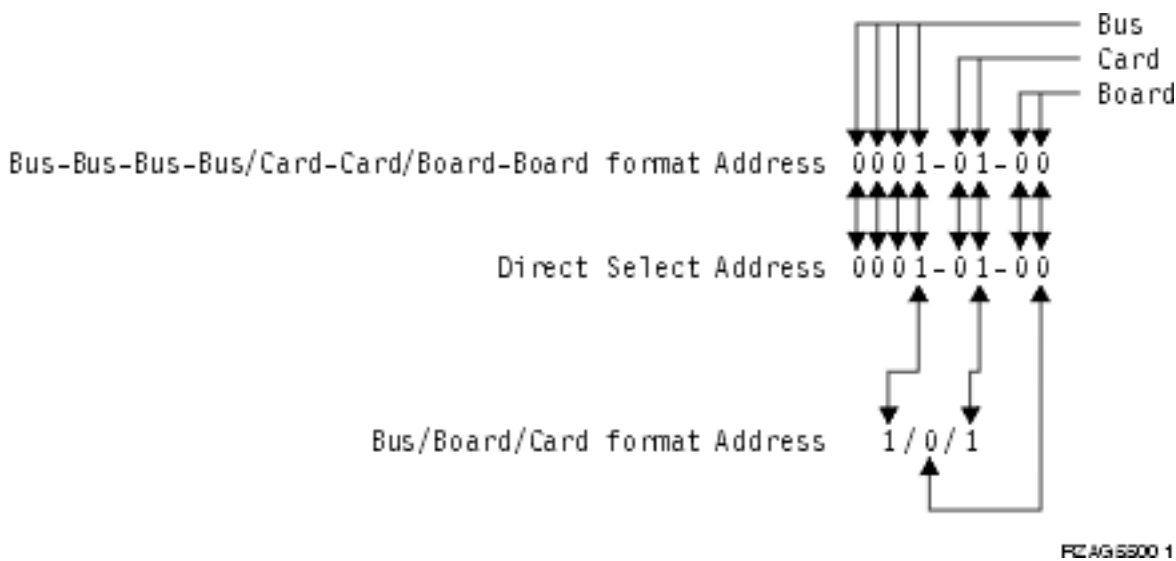 Bus
Card
Board
Bus-Bus-Bus-Bus/Card-Card/Board-Board format Address 0001-01-00
Direct Select Address 0001-01-00
Bus/Board/Card format Address 1/0/1
RZAG5500 1